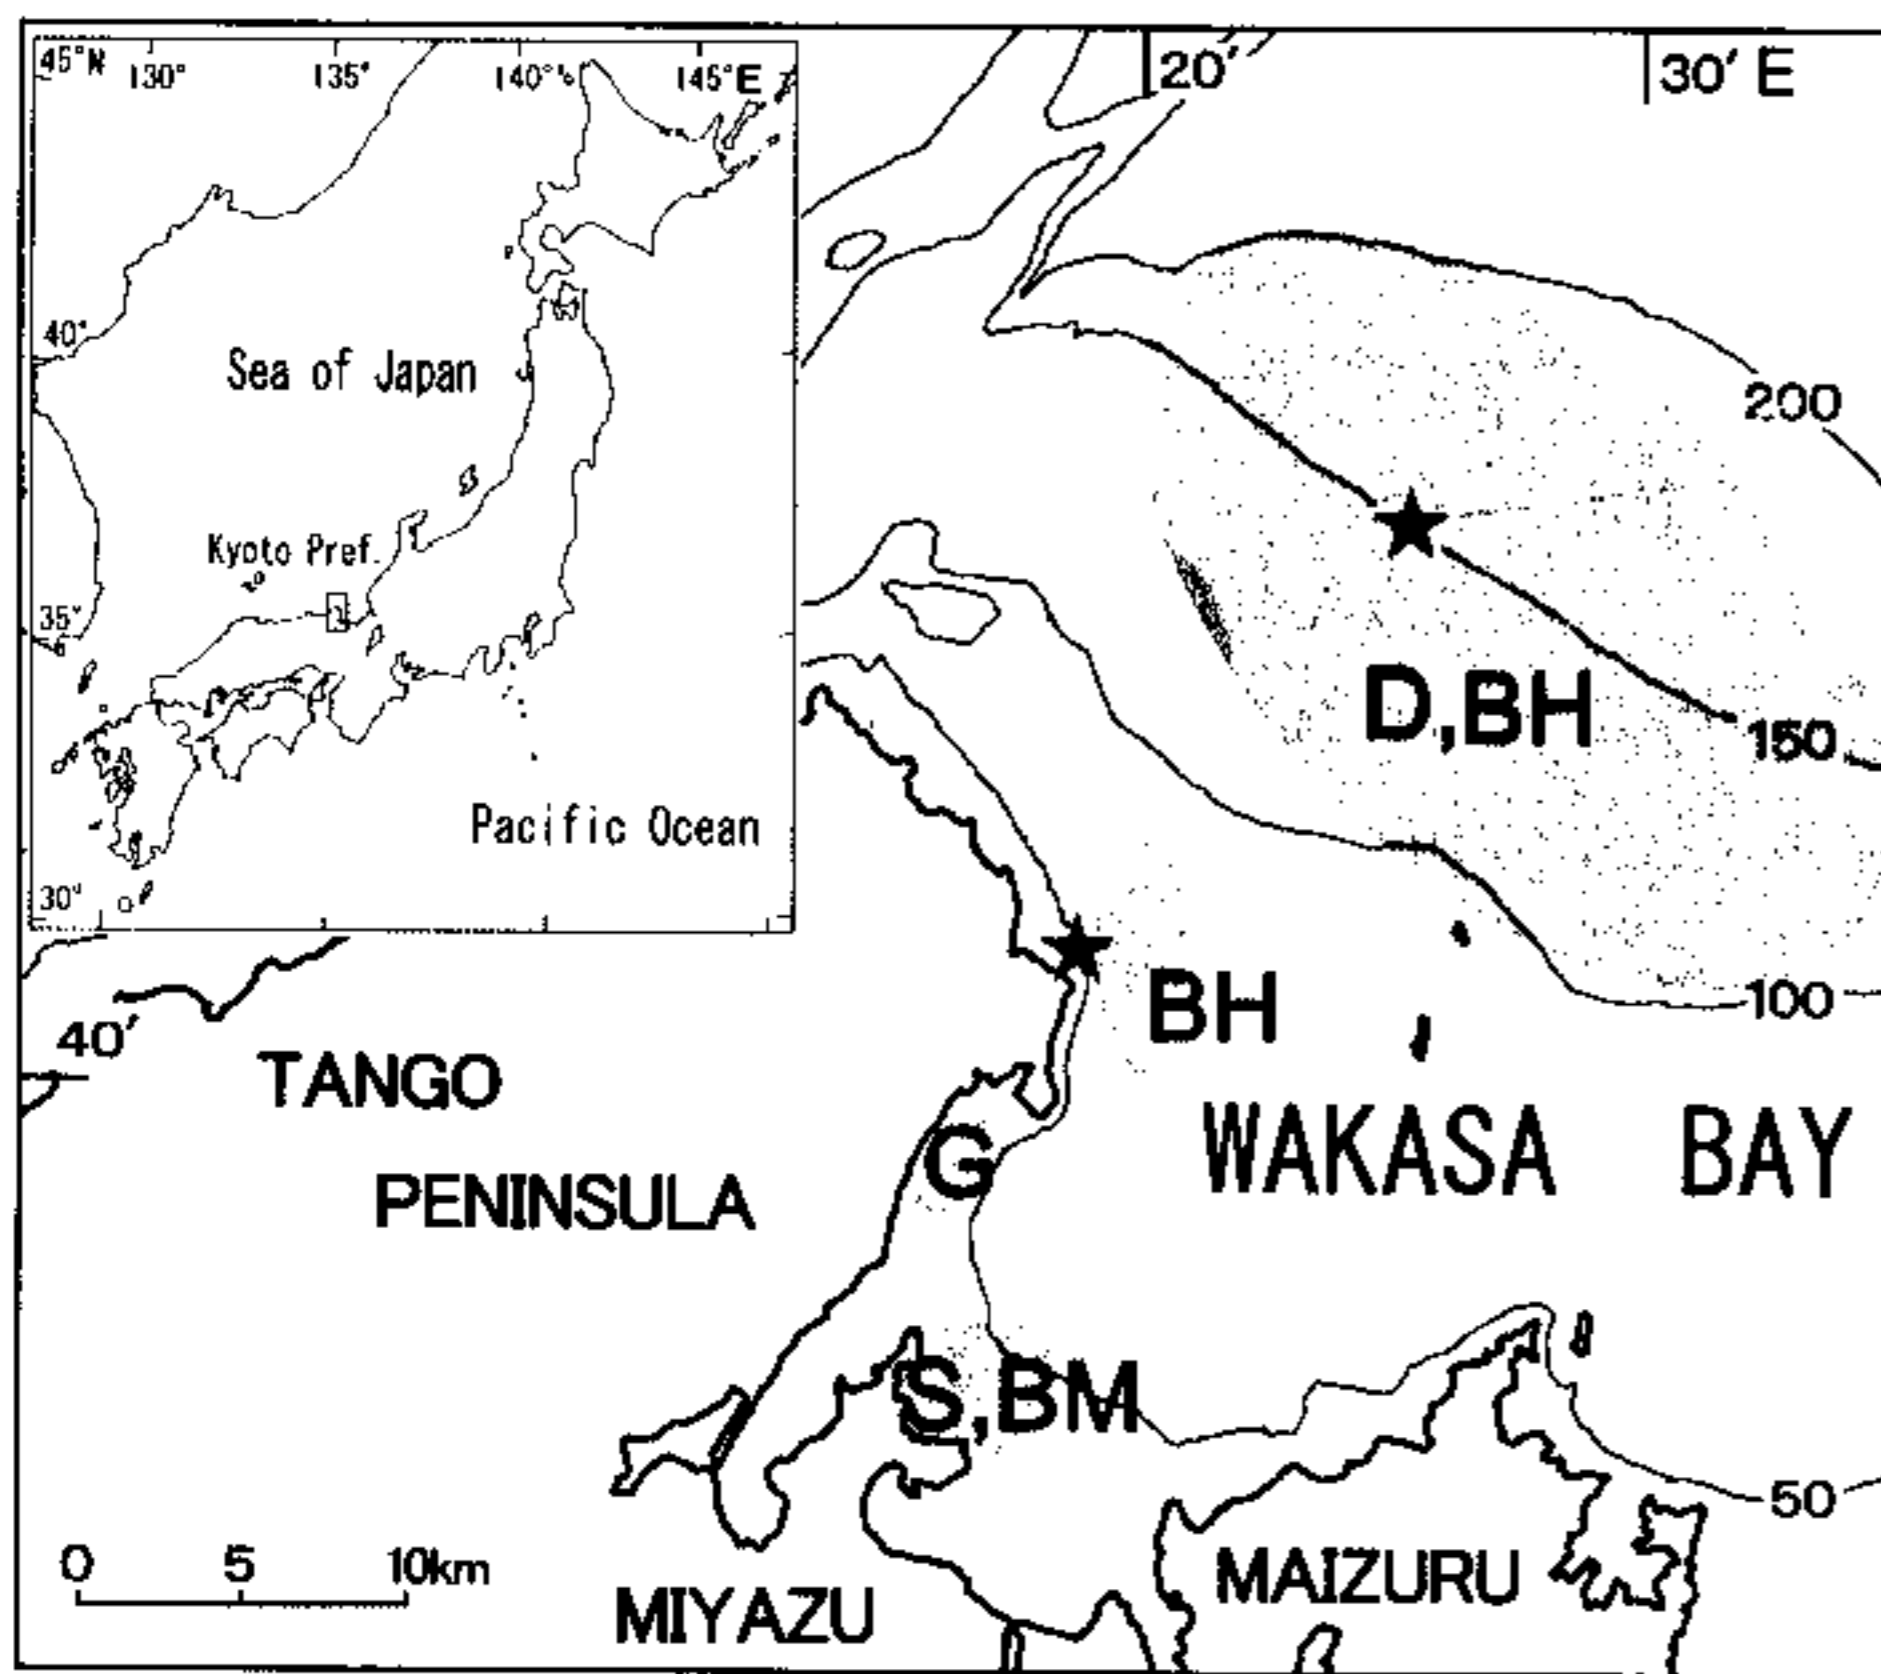 45°N 130° 135° 140° 145°E
20' 30' E
40°
Sea of Japan
200
Kyoto Pref.
35°
D,BH
150
Pacific Ocean
30°
BH
100
40'
TANGO
PENINSULA
G
WAKASA BAY
S,BM
50
0 5 10km
MIYAZU
MAIZURU